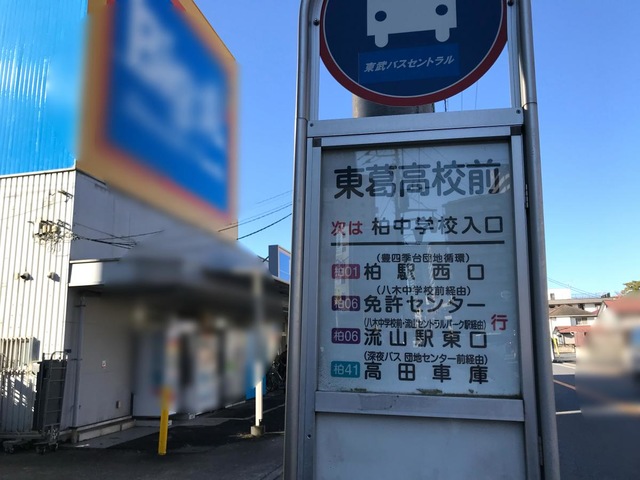 東武バスセントラル
東葛高校前
次は 柏中学校入口
(豊四季台団地循環)
柏01 柏駅西口
(八木中学校前経由)
柏06 免許センター
(八木中学校前・流山セントラルパーク駅経由)
柏06 流山駅東口
行
(深夜バス 団地センター前経由)
柏41 高田車庫